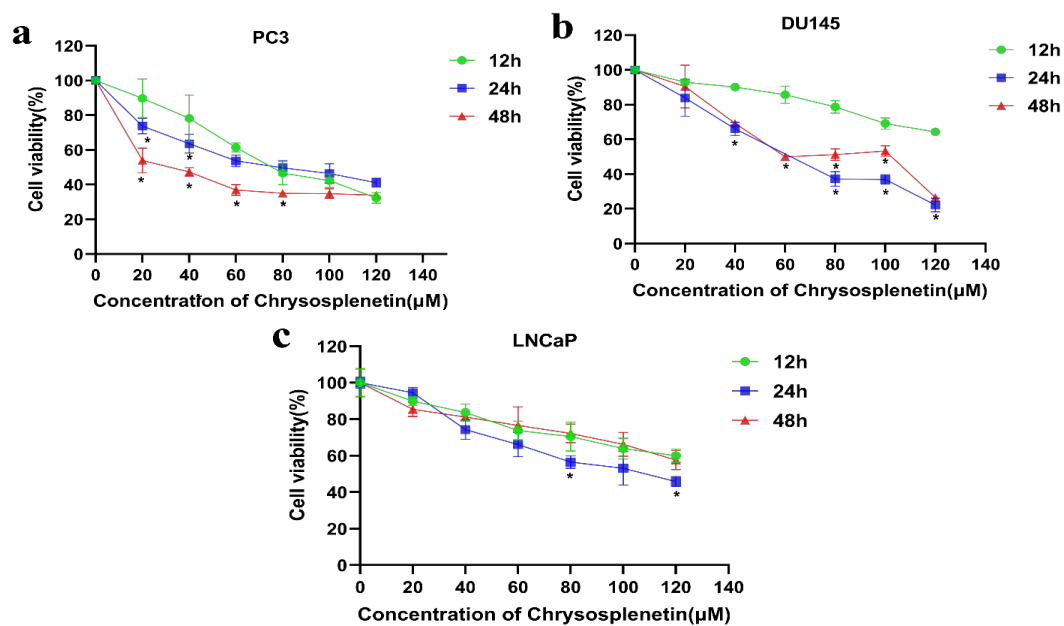 a
PC3
120
100
80
60
40
20
0
Cell viability(%)
0 20 40 60 80 100 120
Concentration of Chrysosplenetin(μM)
12h
24h
48h
* * * * * *
b
DU145
120
100
80
60
40
20
0
Cell viability(%)
0 20 40 60 80 100 120 140
Concentration of Chrysosplenetin(μM)
12h
24h
48h
* * * * * * *
c
LNCaP
120
100
80
60
40
20
0
Cell viability(%)
0 20 40 60 80 100 120 140
Concentration of Chrysosplenetin(μM)
12h
24h
48h
* *